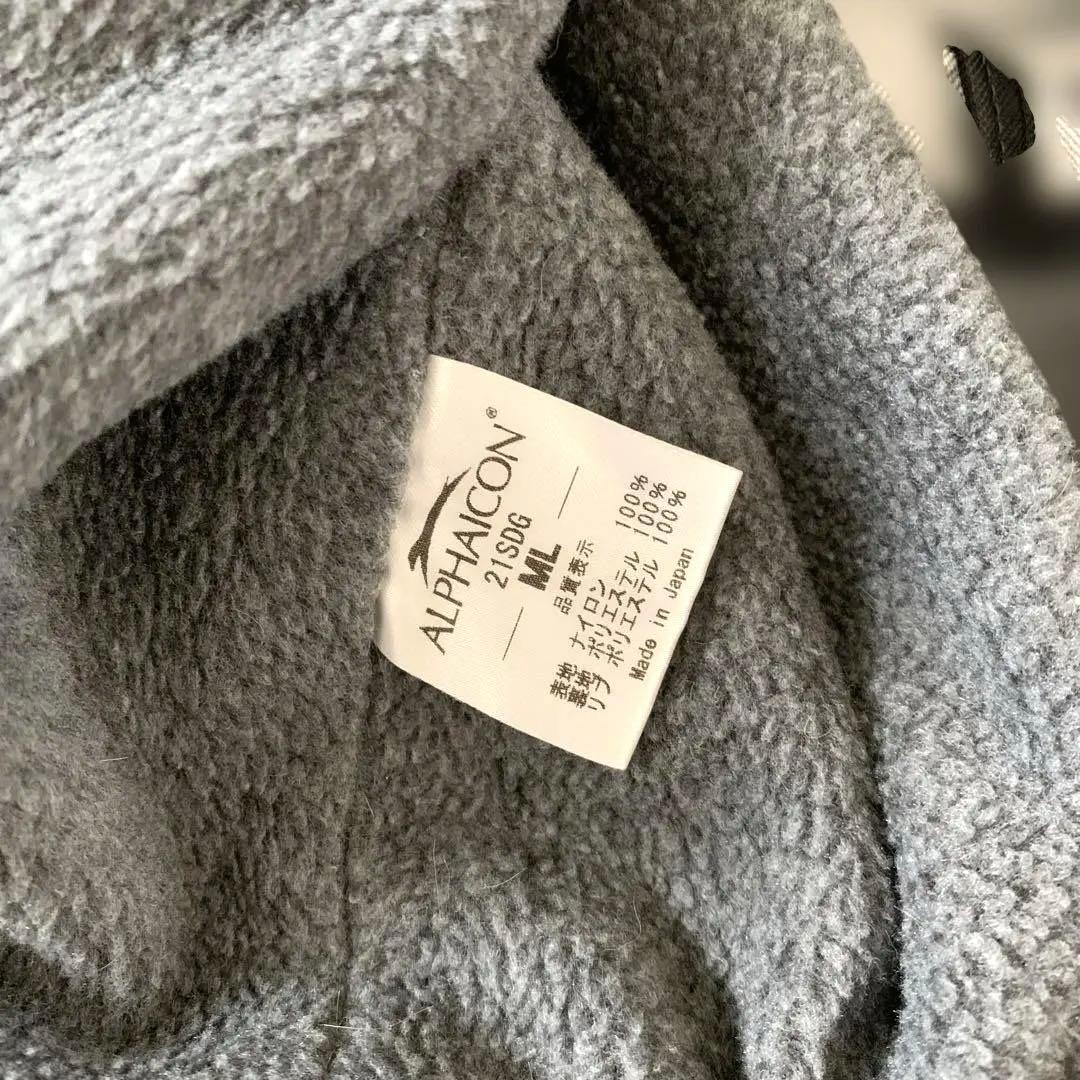 ALPHAICON®
21SDG
ML
品質表示
表地 ナイロン 100%
裏地 ポリエステル 100%
リブ ポリエステル 100%
Made in Japan